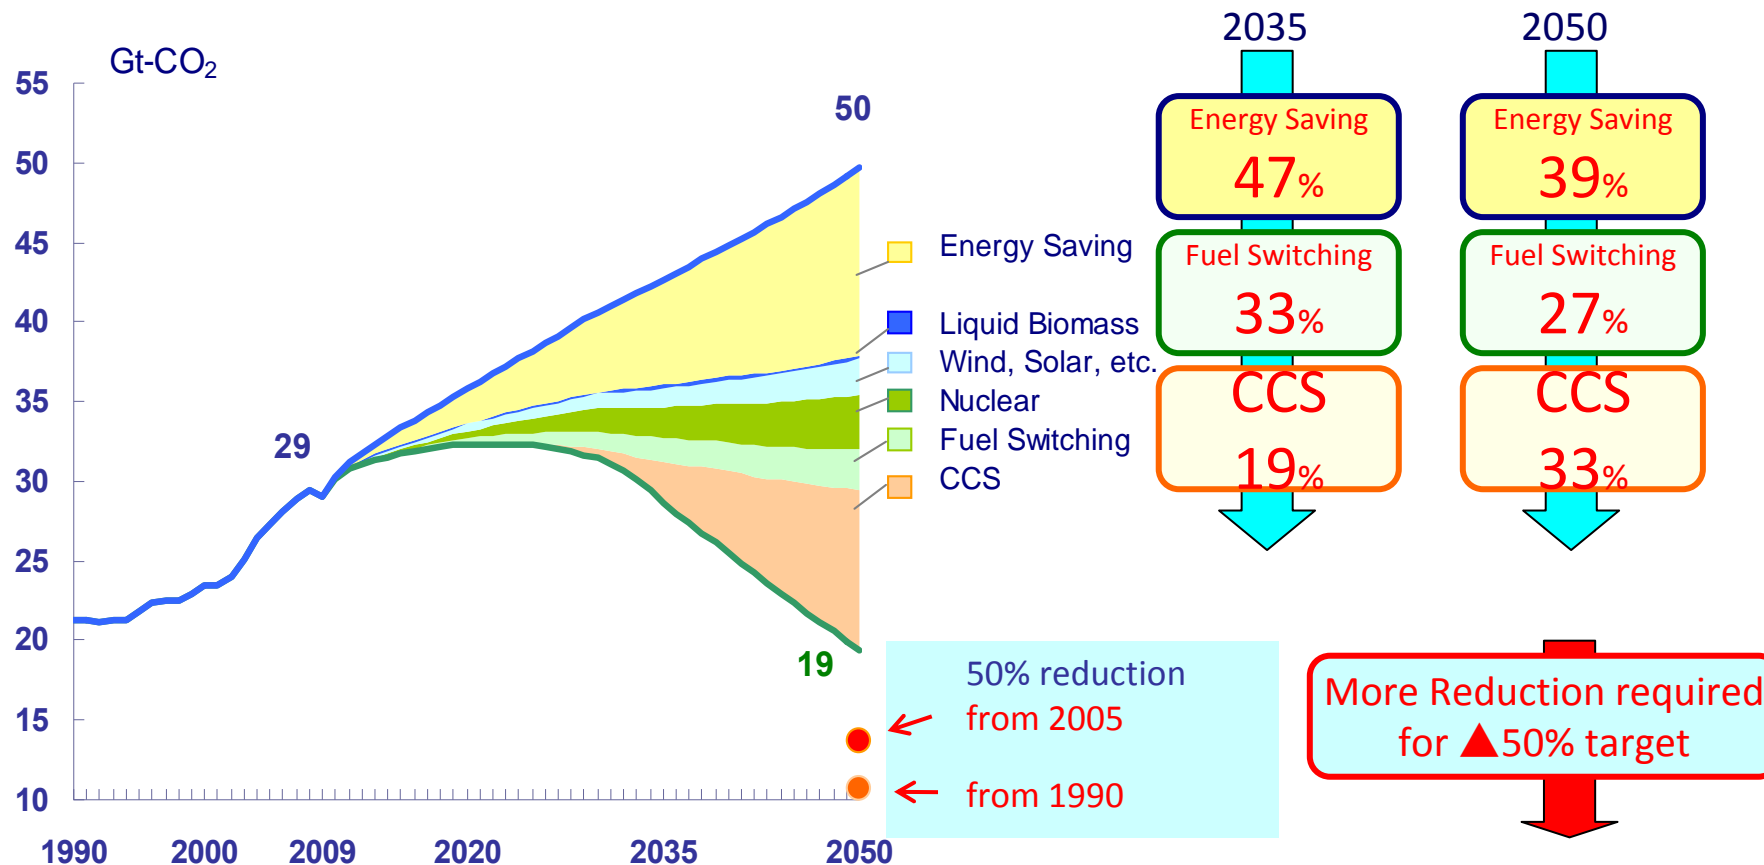 Gt-CO₂
55
50
45
40
35
30
25
20
15
10
1990
2000
2009
2020
2035
2050
29
50
19
Energy Saving
Liquid Biomass
Wind, Solar, etc.
Nuclear
Fuel Switching
CCS
50% reduction
from 2005
from 1990
2035
Energy Saving
47%
Fuel Switching
33%
CCS
19%
2050
Energy Saving
39%
Fuel Switching
27%
CCS
33%
More Reduction required
for ▲50% target